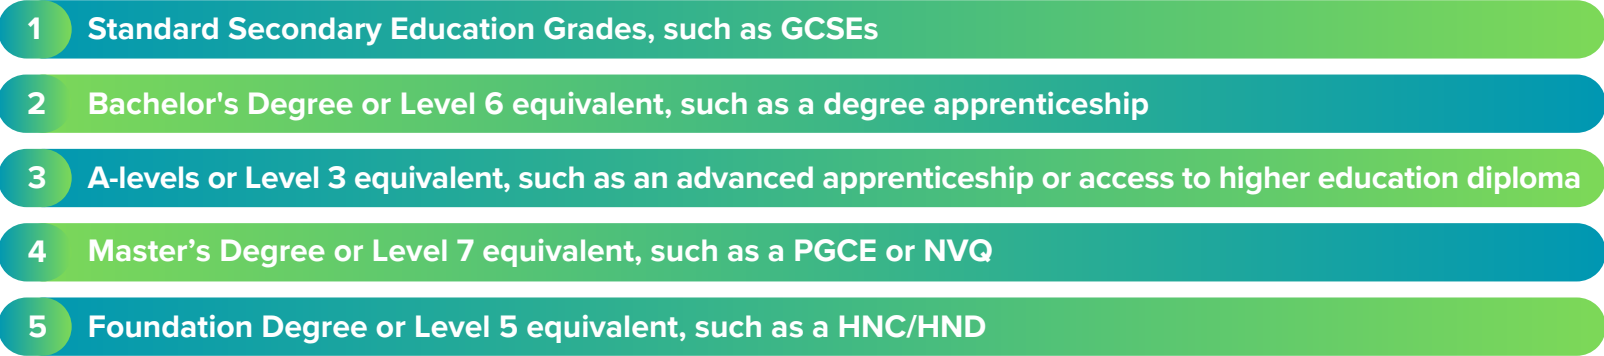 1 Standard Secondary Education Grades, such as GCSEs
2 Bachelor's Degree or Level 6 equivalent, such as a degree apprenticeship
3 A-levels or Level 3 equivalent, such as an advanced apprenticeship or access to higher education diploma
4 Master’s Degree or Level 7 equivalent, such as a PGCE or NVQ
5 Foundation Degree or Level 5 equivalent, such as a HNC/HND